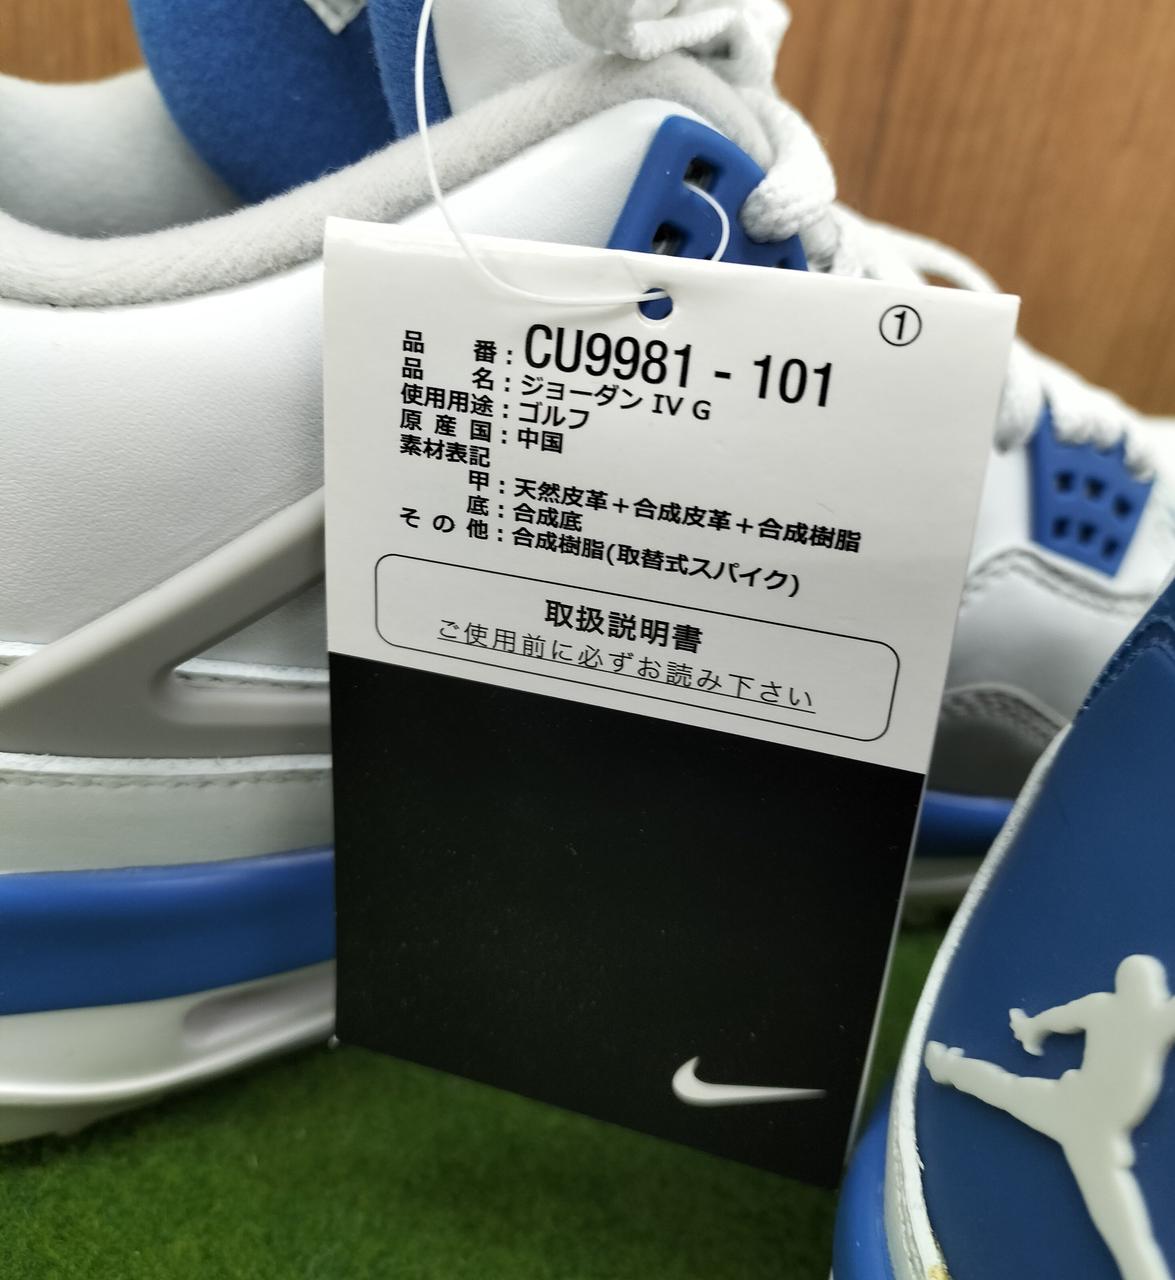 ①
品番：CU9981 - 101
品名：ジョーダン IV G
使用用途：ゴルフ
原産国：中国
素材表記
甲：天然皮革＋合成皮革＋合成樹脂
底：合成底
その他：合成樹脂(取替式スパイク)
取扱説明書
ご使用前に必ずお読み下さい